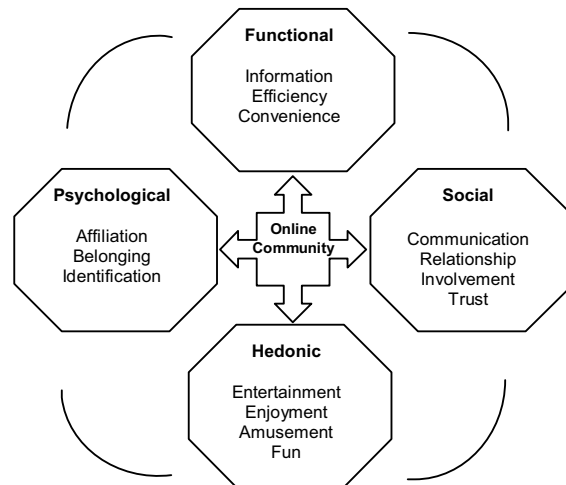 Functional
Information
Efficiency
Convenience
Psychological
Affiliation
Belonging
Identification
Online
Community
Social
Communication
Relationship
Involvement
Trust
Hedonic
Entertainment
Enjoyment
Amusement
Fun